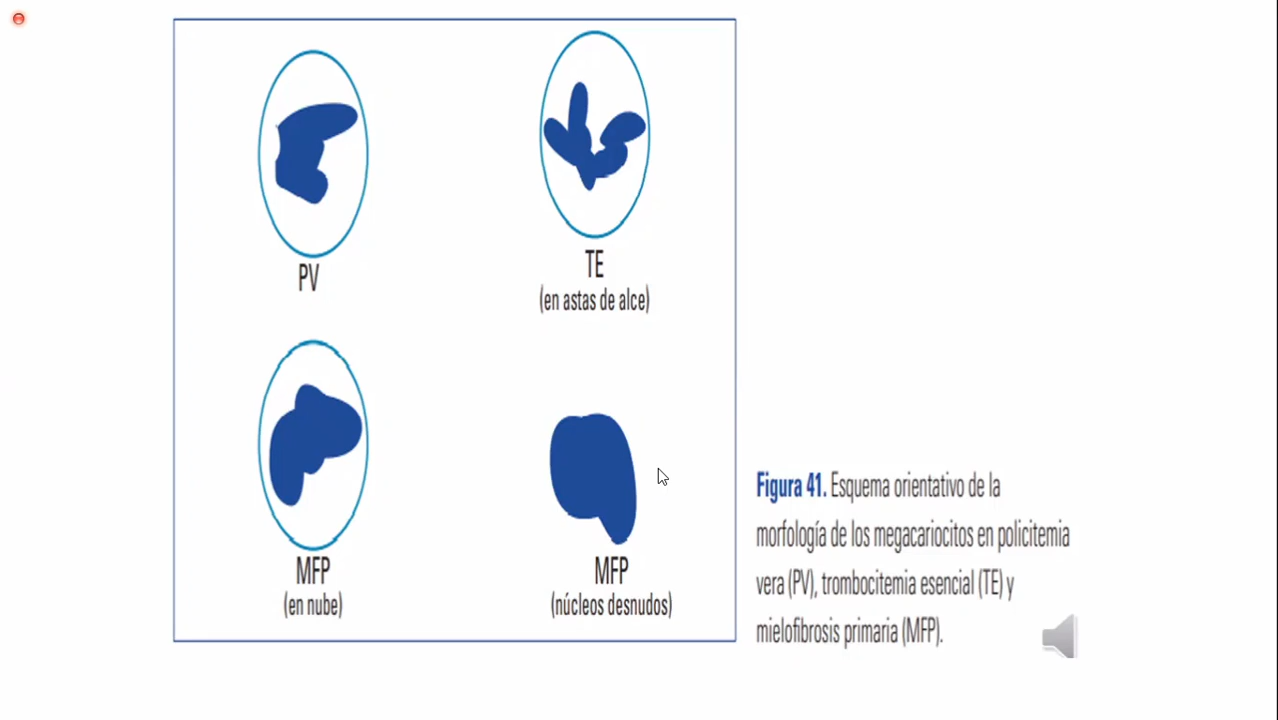 PV
TE
(en astas de alce)
MFP
(en nube)
MFP
(núcleos desnudos)
Figura 41. Esquema orientativo de la
morfología de los megacariocitos en policitemia
vera (PV), trombocitemia esencial (TE) y
mielofibrosis primaria (MFP).